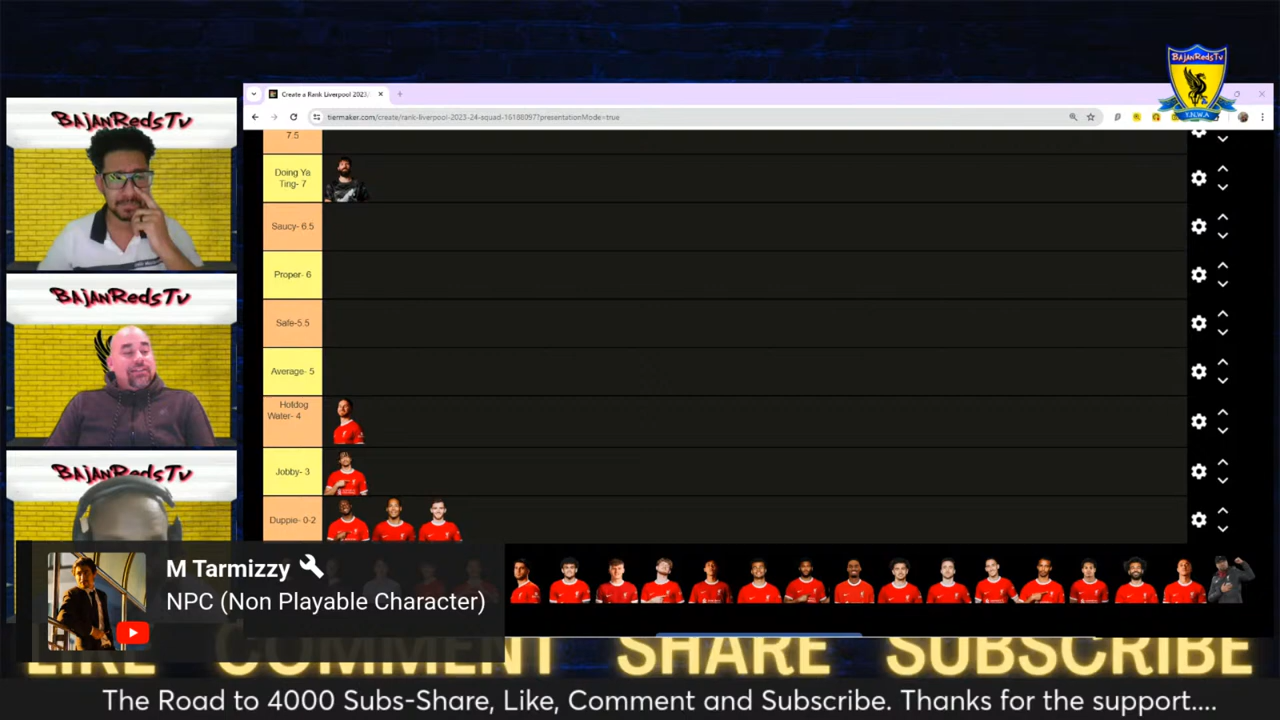 BAJanRedsTv
Create a Rank Liverpool 2023/
tiermaker.com/create/rank-liverpool-2023-24-squad-16180097?presentationMode=true
BAJanRedsTv
Y.N.W.A
7.5
Doing Ya
Ting- 7
Saucy- 6.5
Proper- 6
BAJanRedsTv
Safe-5.5
Average- 5
Hotdog
Water- 4
BAJanRedsTv
Jobby- 3
Duppie- 0-2
M Tarmizzy
NPC (Non Playable Character)
LIKE COMMENT SHARE SUBSCRIBE
The Road to 4000 Subs-Share, Like, Comment and Subscribe. Thanks for the support....